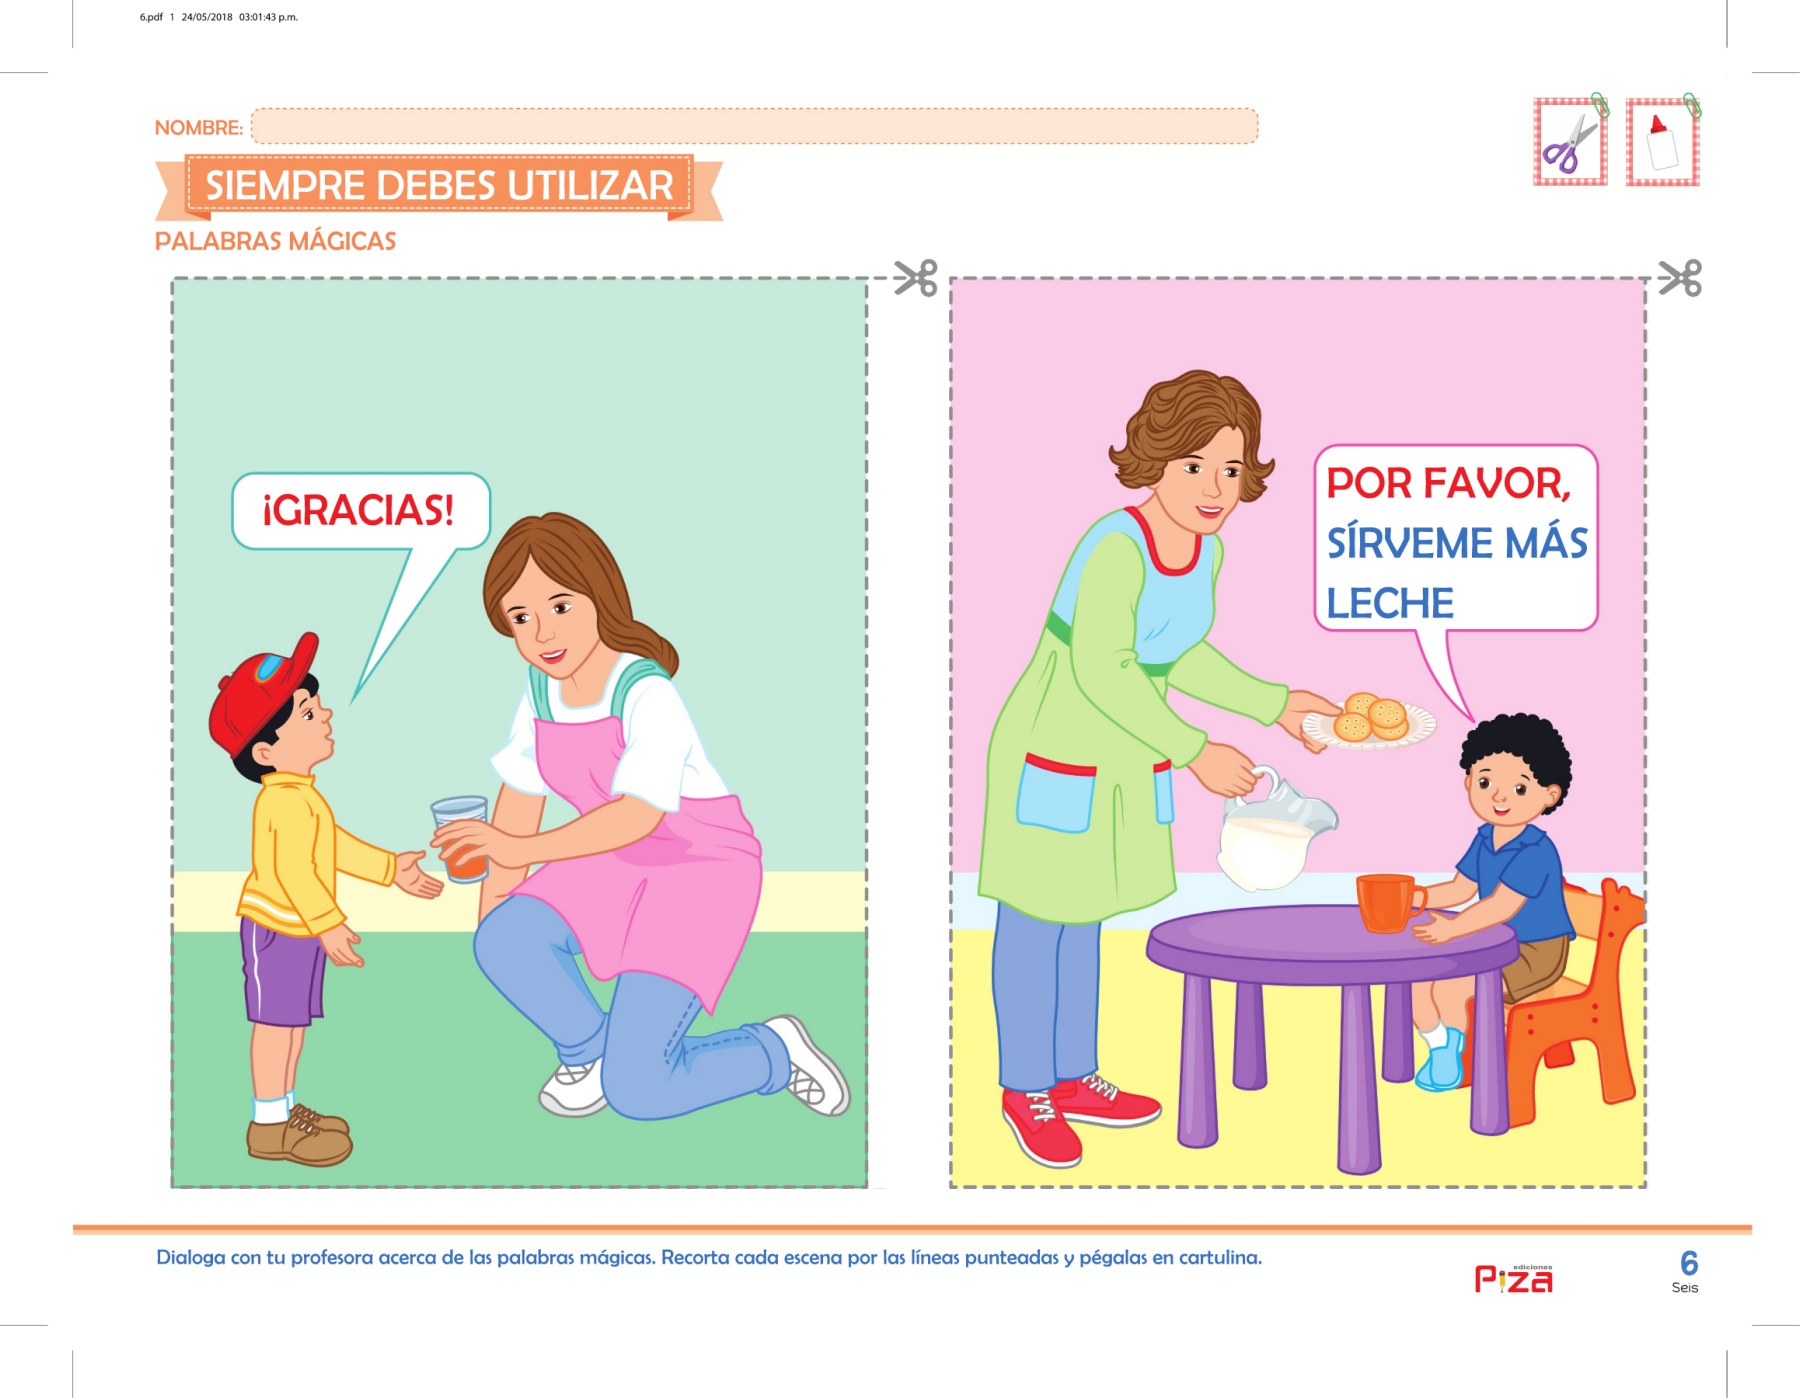 6.pdf 1 24/05/2018 03:01:43 p.m.
NOMBRE:
SIEMPRE DEBES UTILIZAR
PALABRAS MÁGICAS
¡GRACIAS!
POR FAVOR,
SÍRVEME MÁS
LECHE
Dialoga con tu profesora acerca de las palabras mágicas. Recorta cada escena por las líneas punteadas y pégalas en cartulina.
ediciones
Piza
6
Seis